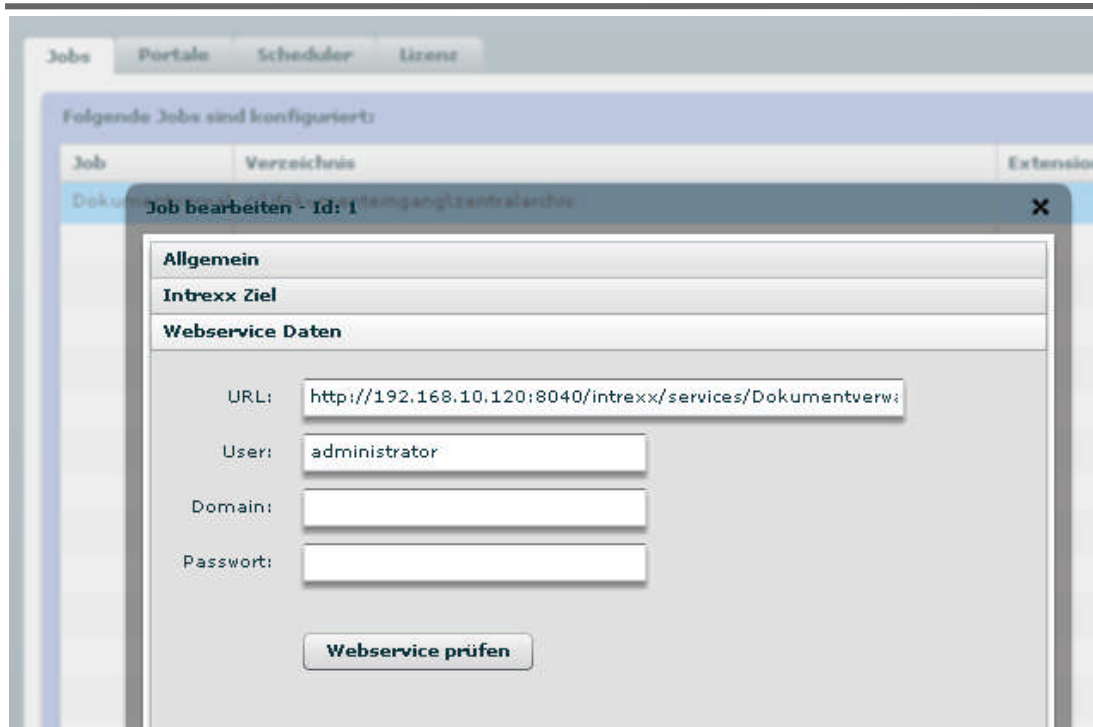 Jobs Portale Scheduler Lizenz
Folgende Jobs sind konfiguriert:
Job Verzeichnis
Job bearbeiten - Id: 1
Allgemein
Intrexx Ziel
Webservice Daten
URL: http://192.168.10.120:8040/intrexx/services/Dokumentverwa
User: administrator
Domain:
Passwort:
Webservice prüfen